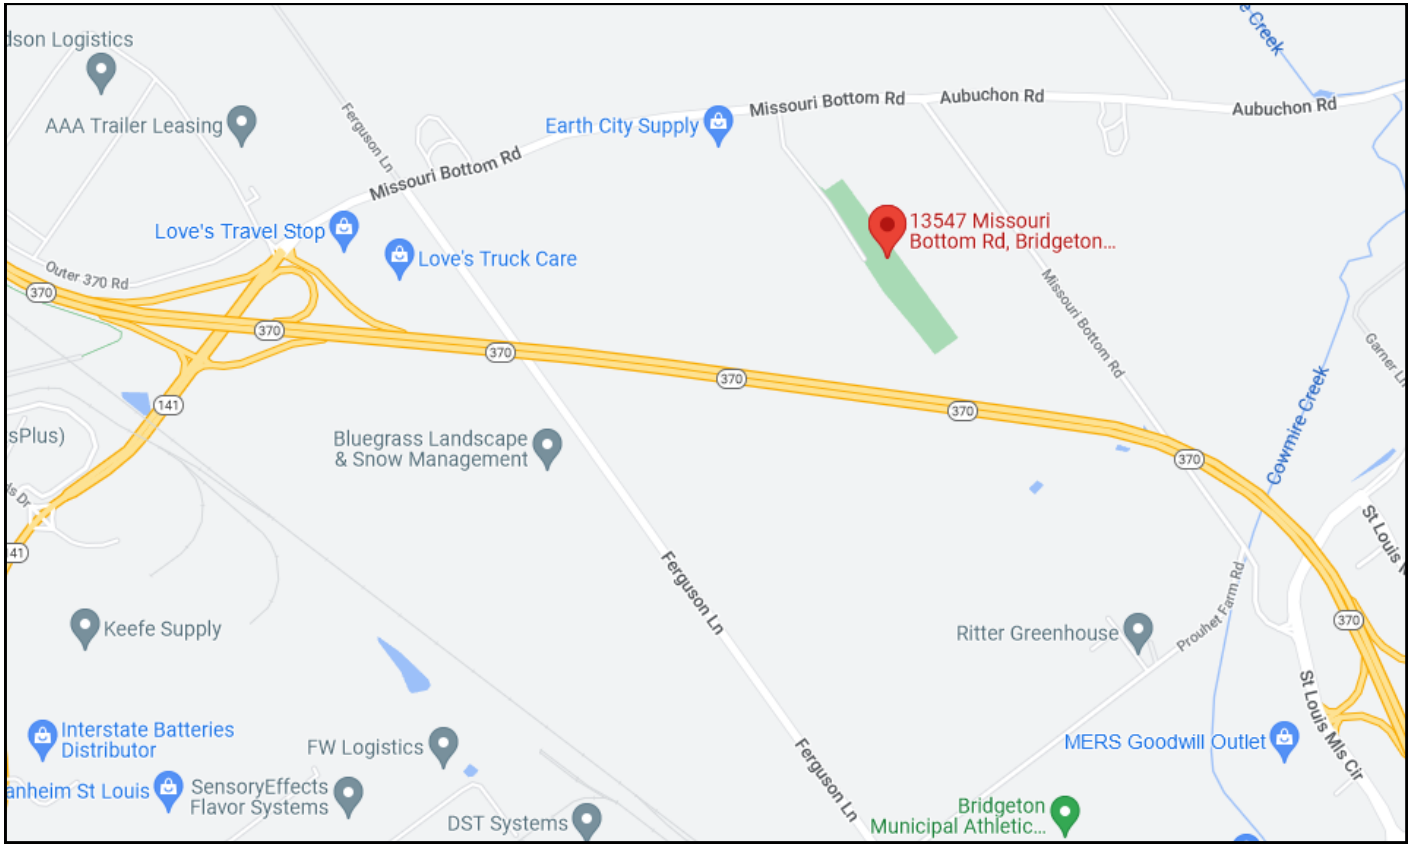 dson Logistics
AAA Trailer Leasing
Ferguson Ln
Missouri Bottom Rd
Earth City Supply
Missouri Bottom Rd
Aubuchon Rd
Aubuchon Rd
Creek
Love's Travel Stop
Love's Truck Care
13547 Missouri
Bottom Rd, Bridgeton...
Outer 370 Rd
370
370
370
370
370
370
370
141
41
Missouri Bottom Rd
Garner Ln
Cowmire Creek
sPlus)
Dr
Bluegrass Landscape
& Snow Management
St Louis
Ferguson Ln
Prouhet Farm Rd
Keefe Supply
Ritter Greenhouse
St Louis Mls Cir
Interstate Batteries
Distributor
FW Logistics
MERS Goodwill Outlet
anheim St Louis
SensoryEffects
Flavor Systems
DST Systems
Ferguson Ln
Bridgeton
Municipal Athletic...